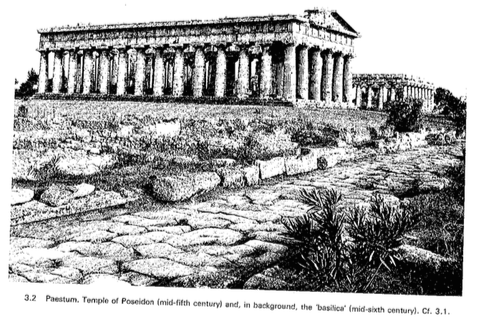 3.2 Paestum. Temple of Poseidon (mid-fifth century) and, in background, the 'basilica' (mid-sixth century). Cf. 3.1.